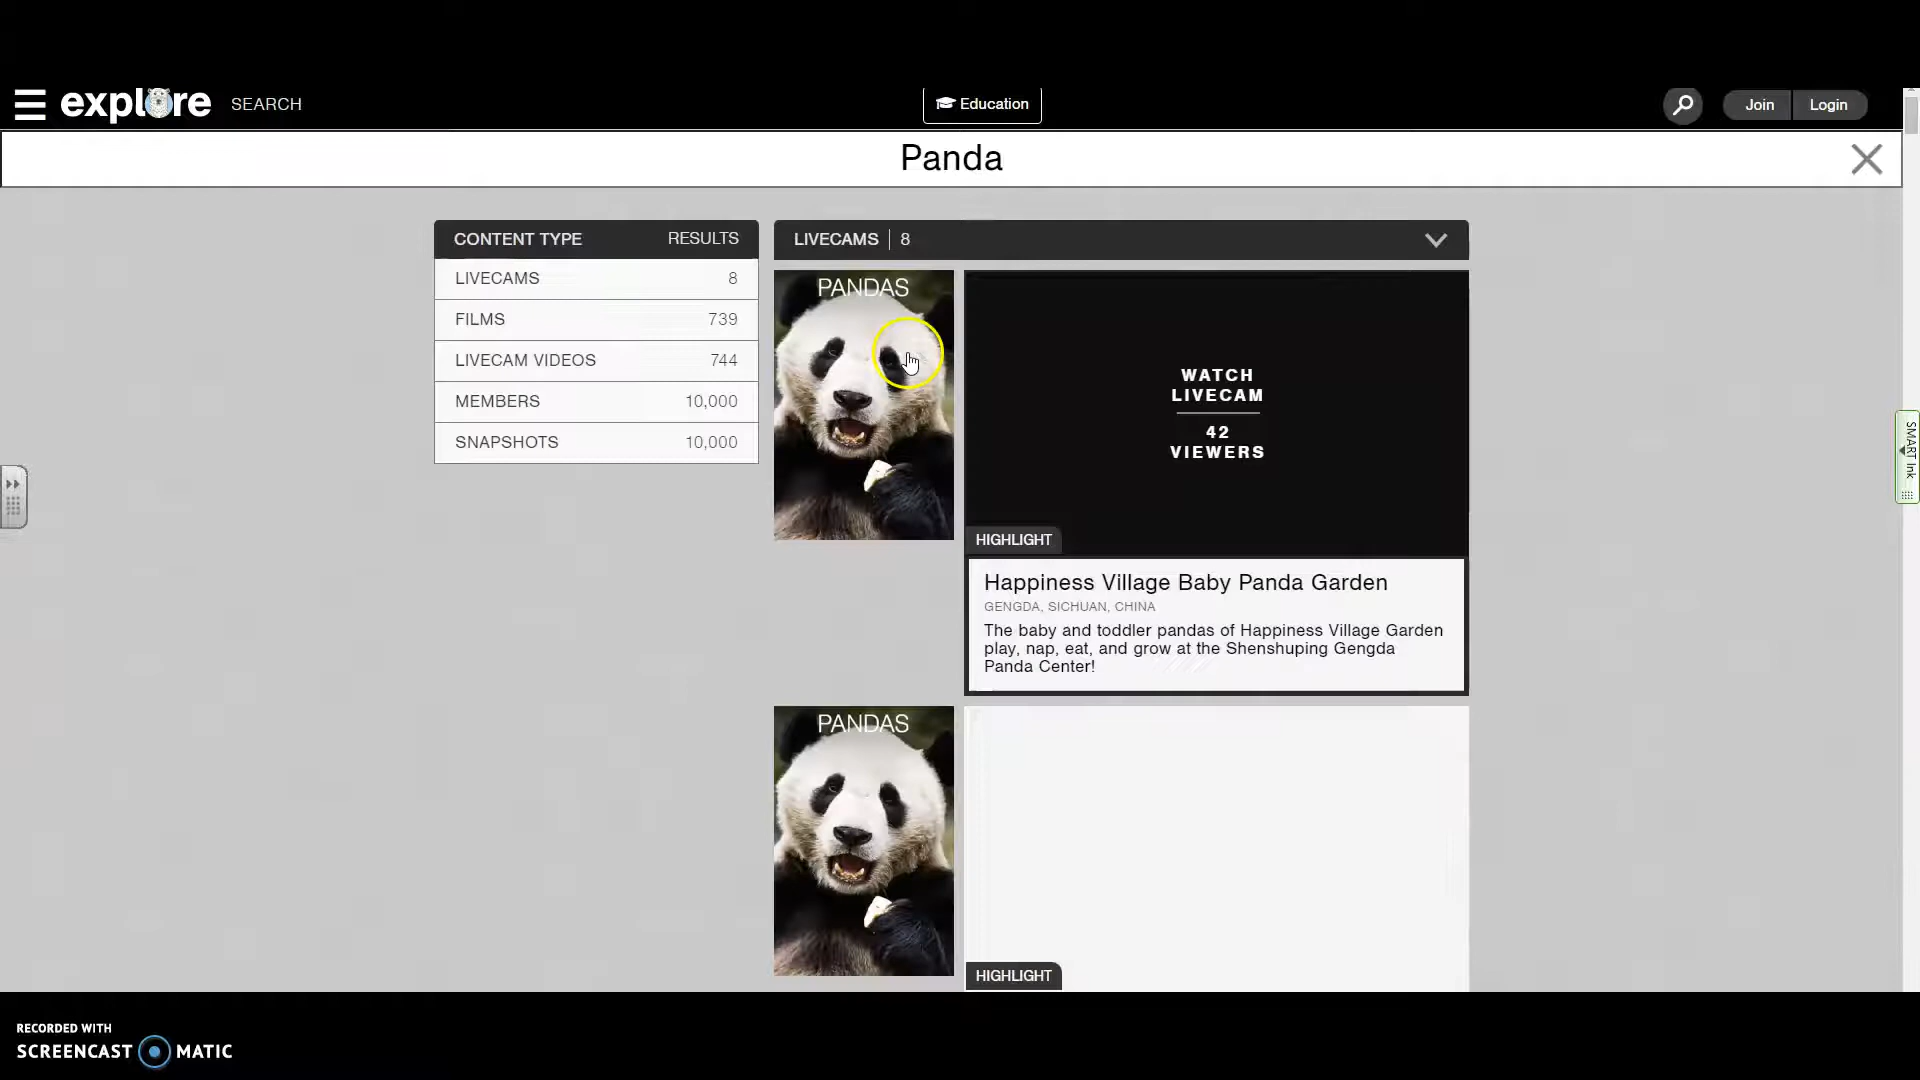 explore SEARCH
Education
Join
Login
Panda
CONTENT TYPE RESULTS
LIVECAMS 8
FILMS 739
LIVECAM VIDEOS 744
MEMBERS 10,000
SNAPSHOTS 10,000
LIVECAMS | 8
PANDAS
WATCH
LIVECAM
42
VIEWERS
HIGHLIGHT
Happiness Village Baby Panda Garden
GENGDA, SICHUAN, CHINA
The baby and toddler pandas of Happiness Village Garden
play, nap, eat, and grow at the Shenshuping Gengda
Panda Center!
PANDAS
HIGHLIGHT
SMART Ink
RECORDED WITH
SCREENCAST MATIC